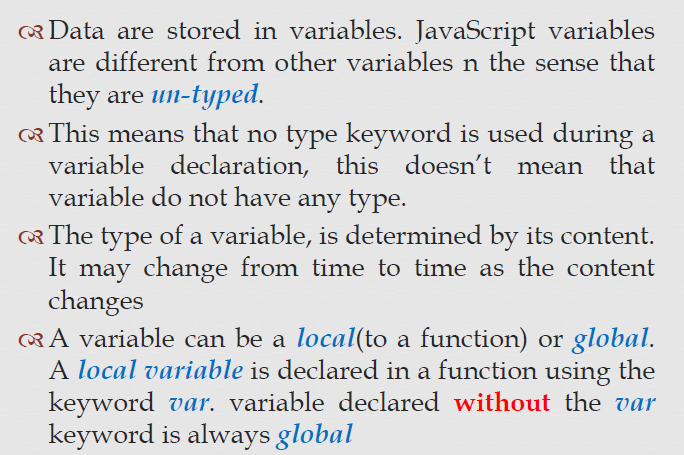 Data are stored in variables. JavaScript variables
are different from other variables n the sense that
they are un-typed.
This means that no type keyword is used during a
variable declaration, this doesn't mean that
variable do not have any type.
The type of a variable, is determined by its content.
It may change from time to time as the content
changes
A variable can be a local(to a function) or global.
A local variable is declared in a function using the
keyword var. variable declared without the var
keyword is always global